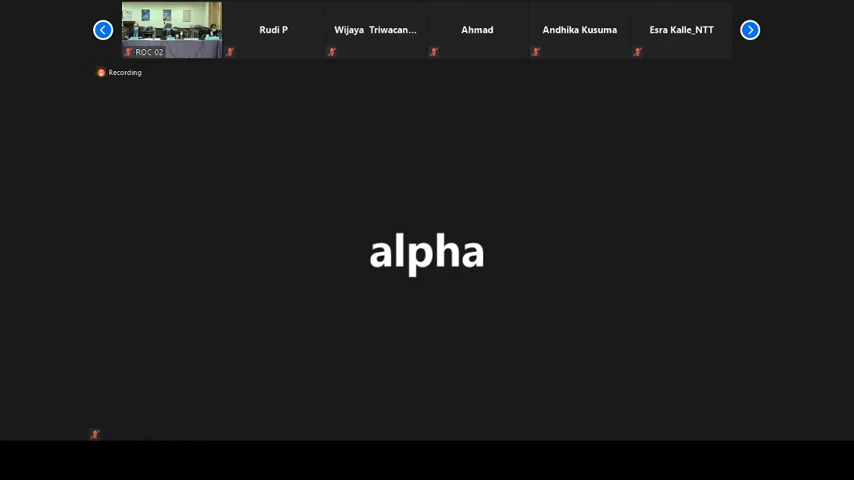 ROC 02
Rudi P
Wijaya Triwacan...
Ahmad
Andhika Kusuma
Esra Kalle_NTT
Recording
alpha